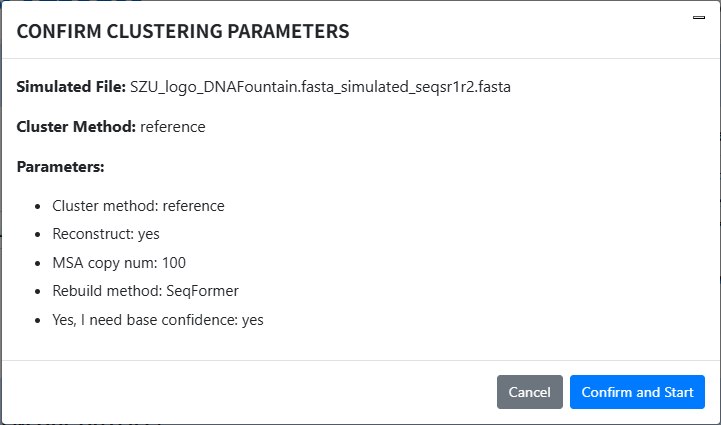 CONFIRM CLUSTERING PARAMETERS
Simulated File: SZU_logo_DNAFountain.fasta_simulated_seqsr1r2.fasta
Cluster Method: reference
Parameters:
Cluster method: reference
Reconstruct: yes
MSA copy num: 100
Rebuild method: SeqFormer
Yes, I need base confidence: yes
Cancel Confirm and Start